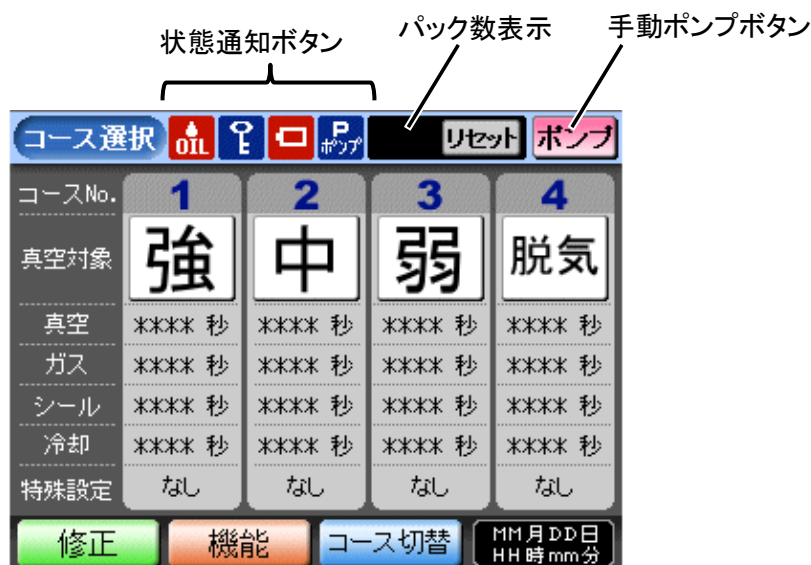 状態通知ボタン パック数表示 手動ポンプボタン
コース選択 OIL P ポンプ リセット ポンプ
コースNo. 1 2 3 4
真空対象 強 中 弱 脱気
真空 **** 秒 **** 秒 **** 秒 **** 秒
ガス **** 秒 **** 秒 **** 秒 **** 秒
シール **** 秒 **** 秒 **** 秒 **** 秒
冷却 **** 秒 **** 秒 **** 秒 **** 秒
特殊設定 なし なし なし なし
修正 機能 コース切替 MM月DD日
HH時mm分